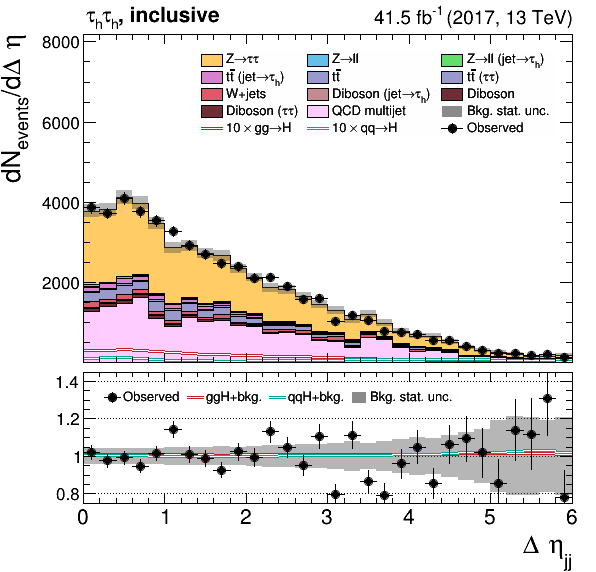 τhτh, inclusive 41.5 fb⁻¹ (2017, 13 TeV)
dNevents/dΔ η
8000
6000
4000
2000
Z→ττ Z→ll Z→ll (jet→τh)
tt̄ (jet→τh) tt̄ tt̄ (ττ)
W+jets Diboson (jet→τh) Diboson
Diboson (ττ) QCD multijet Bkg. stat. unc.
10 × gg→H 10 × qq→H Observed
1.4
1.2
1
0.8
Observed ggH+bkg. qqH+bkg. Bkg. stat. unc.
0 1 2 3 4 5 6
Δ ηjj